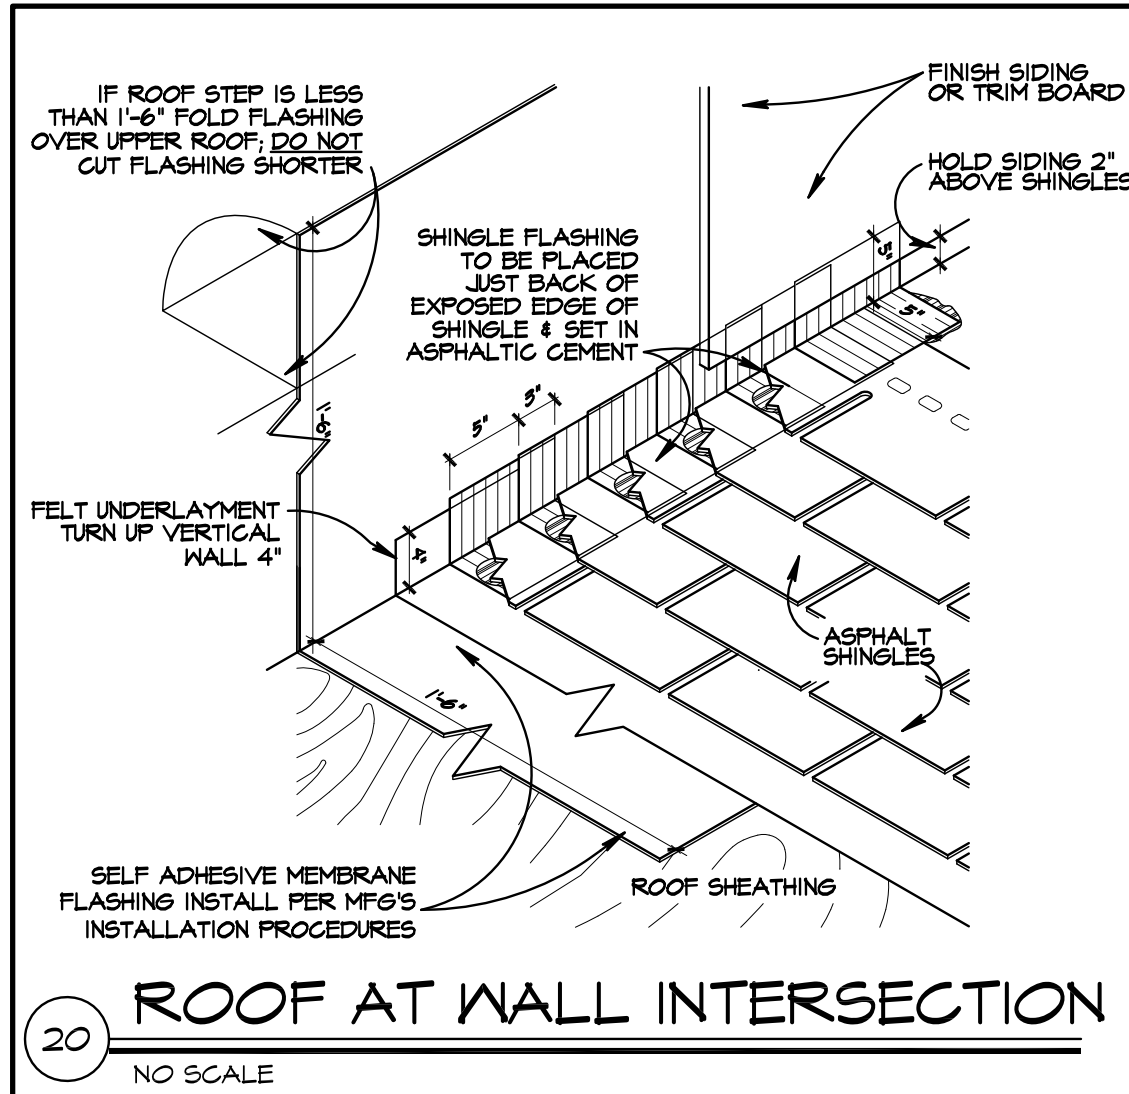 IF ROOF STEP IS LESS
THAN 1'-6" FOLD FLASHING
OVER UPPER ROOF; DO NOT
CUT FLASHING SHORTER
FINISH SIDING
OR TRIM BOARD
HOLD SIDING 2"
ABOVE SHINGLES
SHINGLE FLASHING
TO BE PLACED
JUST BACK OF
EXPOSED EDGE OF
SHINGLE & SET IN
ASPHALTIC CEMENT
5"
5"
3"
5"
1'-6"
FELT UNDERLAYMENT
TURN UP VERTICAL
WALL 4"
4"
ASPHALT
SHINGLES
1'-6"
SELF ADHESIVE MEMBRANE
FLASHING INSTALL PER MFG'S
INSTALLATION PROCEDURES
ROOF SHEATHING
20
ROOF AT WALL INTERSECTION
NO SCALE